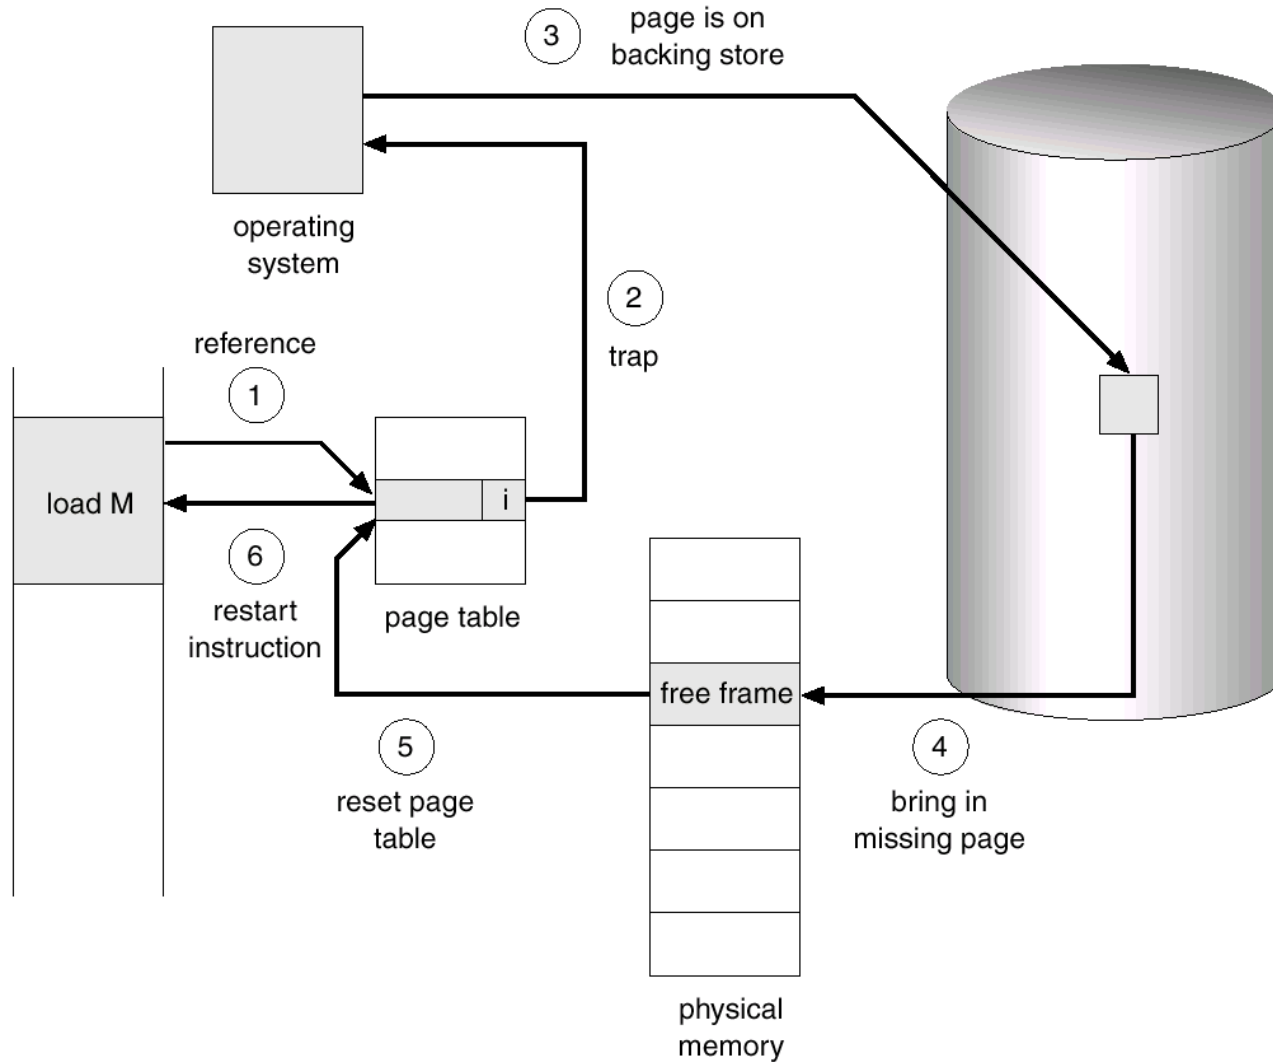 3
page is on
backing store
operating
system
2
trap
reference
1
load M
i
6
restart
instruction
page table
free frame
5
reset page
table
4
bring in
missing page
physical
memory